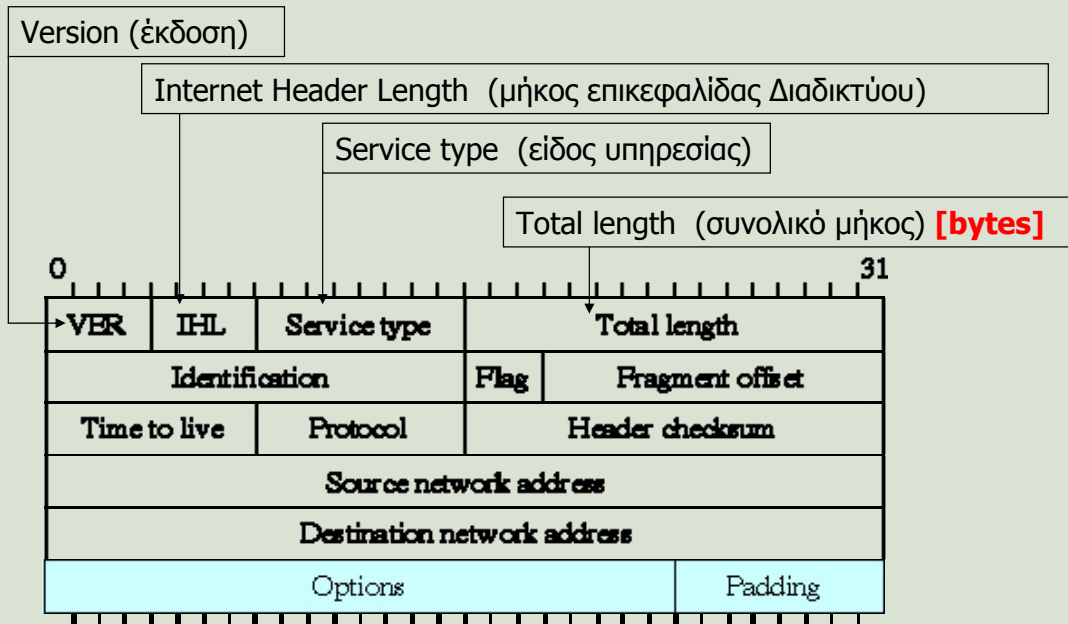 Version (έκδοση)
Internet Header Length (μήκος επικεφαλίδας Διαδικτύου)
Service type (είδος υπηρεσίας)
Total length (συνολικό μήκος) [bytes]
0 31
VER IHL Service type Total length
Identification Flag Fragment offset
Time to live Protocol Header checksum
Source network address
Destination network address
Options Padding